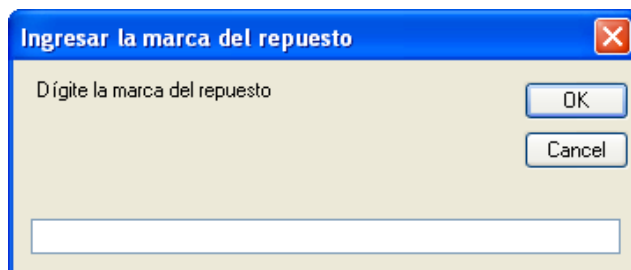 Ingresar la marca del repuesto
Dígite la marca del repuesto
OK
Cancel